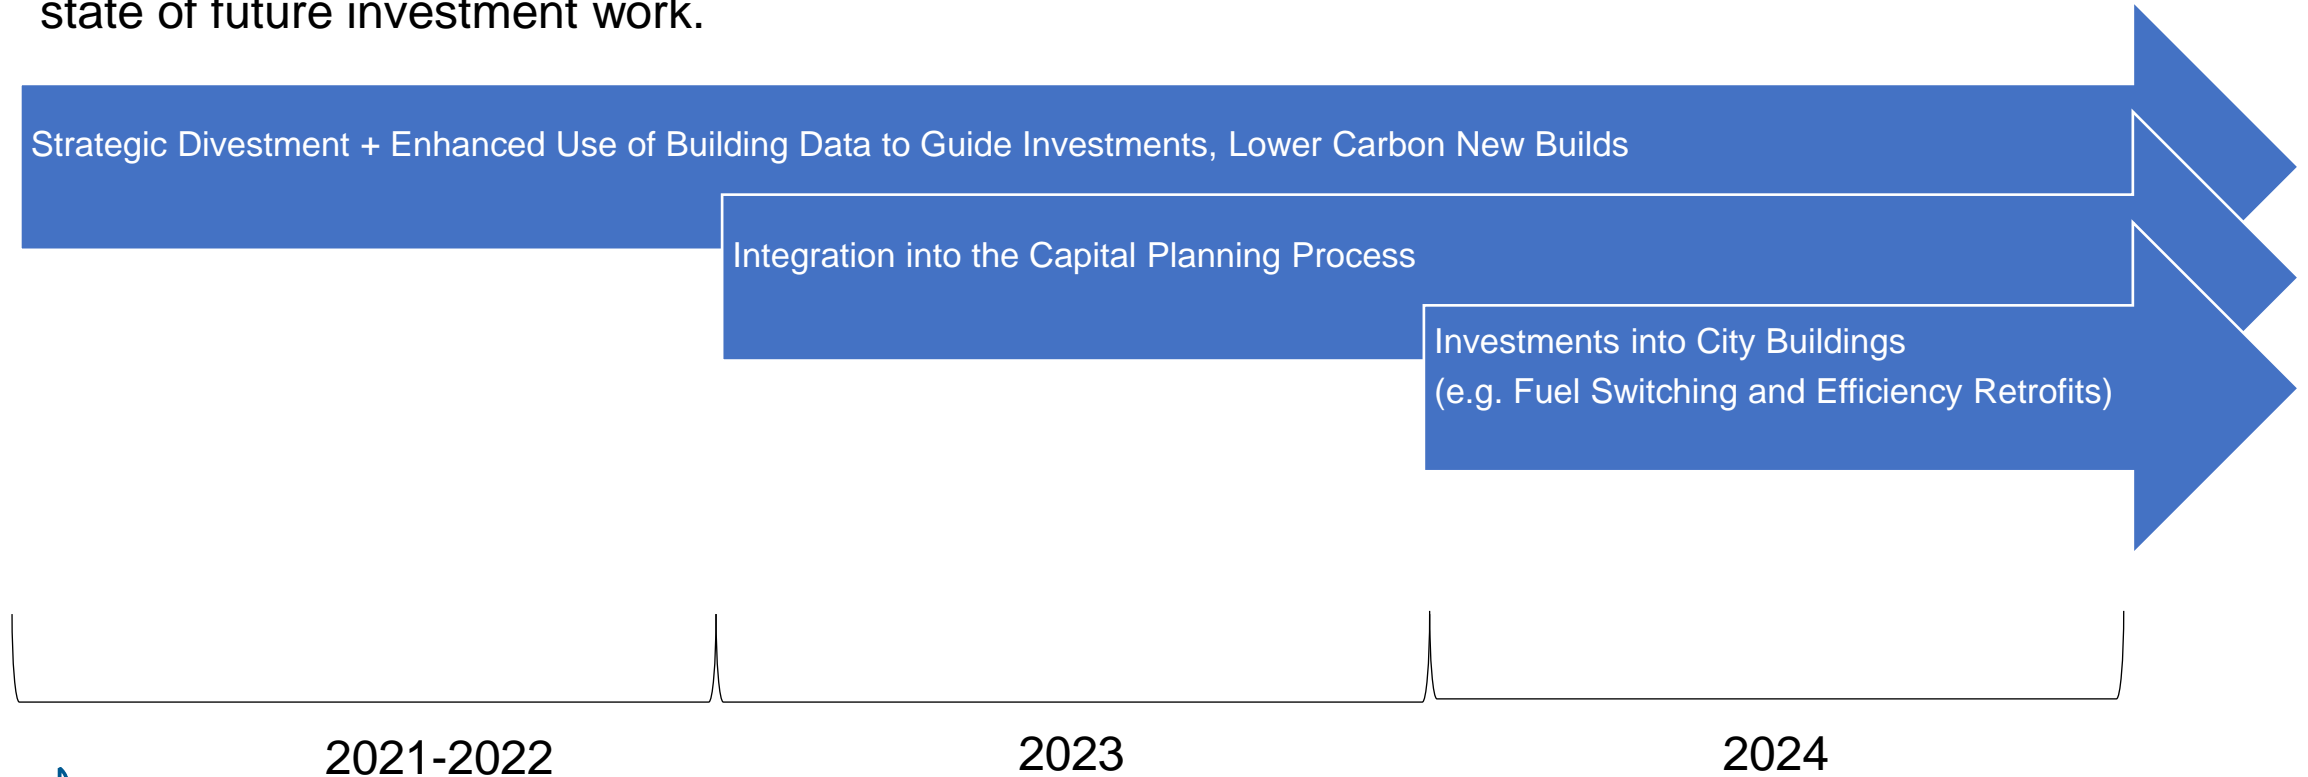 state of future investment work.
Strategic Divestment + Enhanced Use of Building Data to Guide Investments, Lower Carbon New Builds
Integration into the Capital Planning Process
Investments into City Buildings
(e.g. Fuel Switching and Efficiency Retrofits)
2021-2022
2023
2024